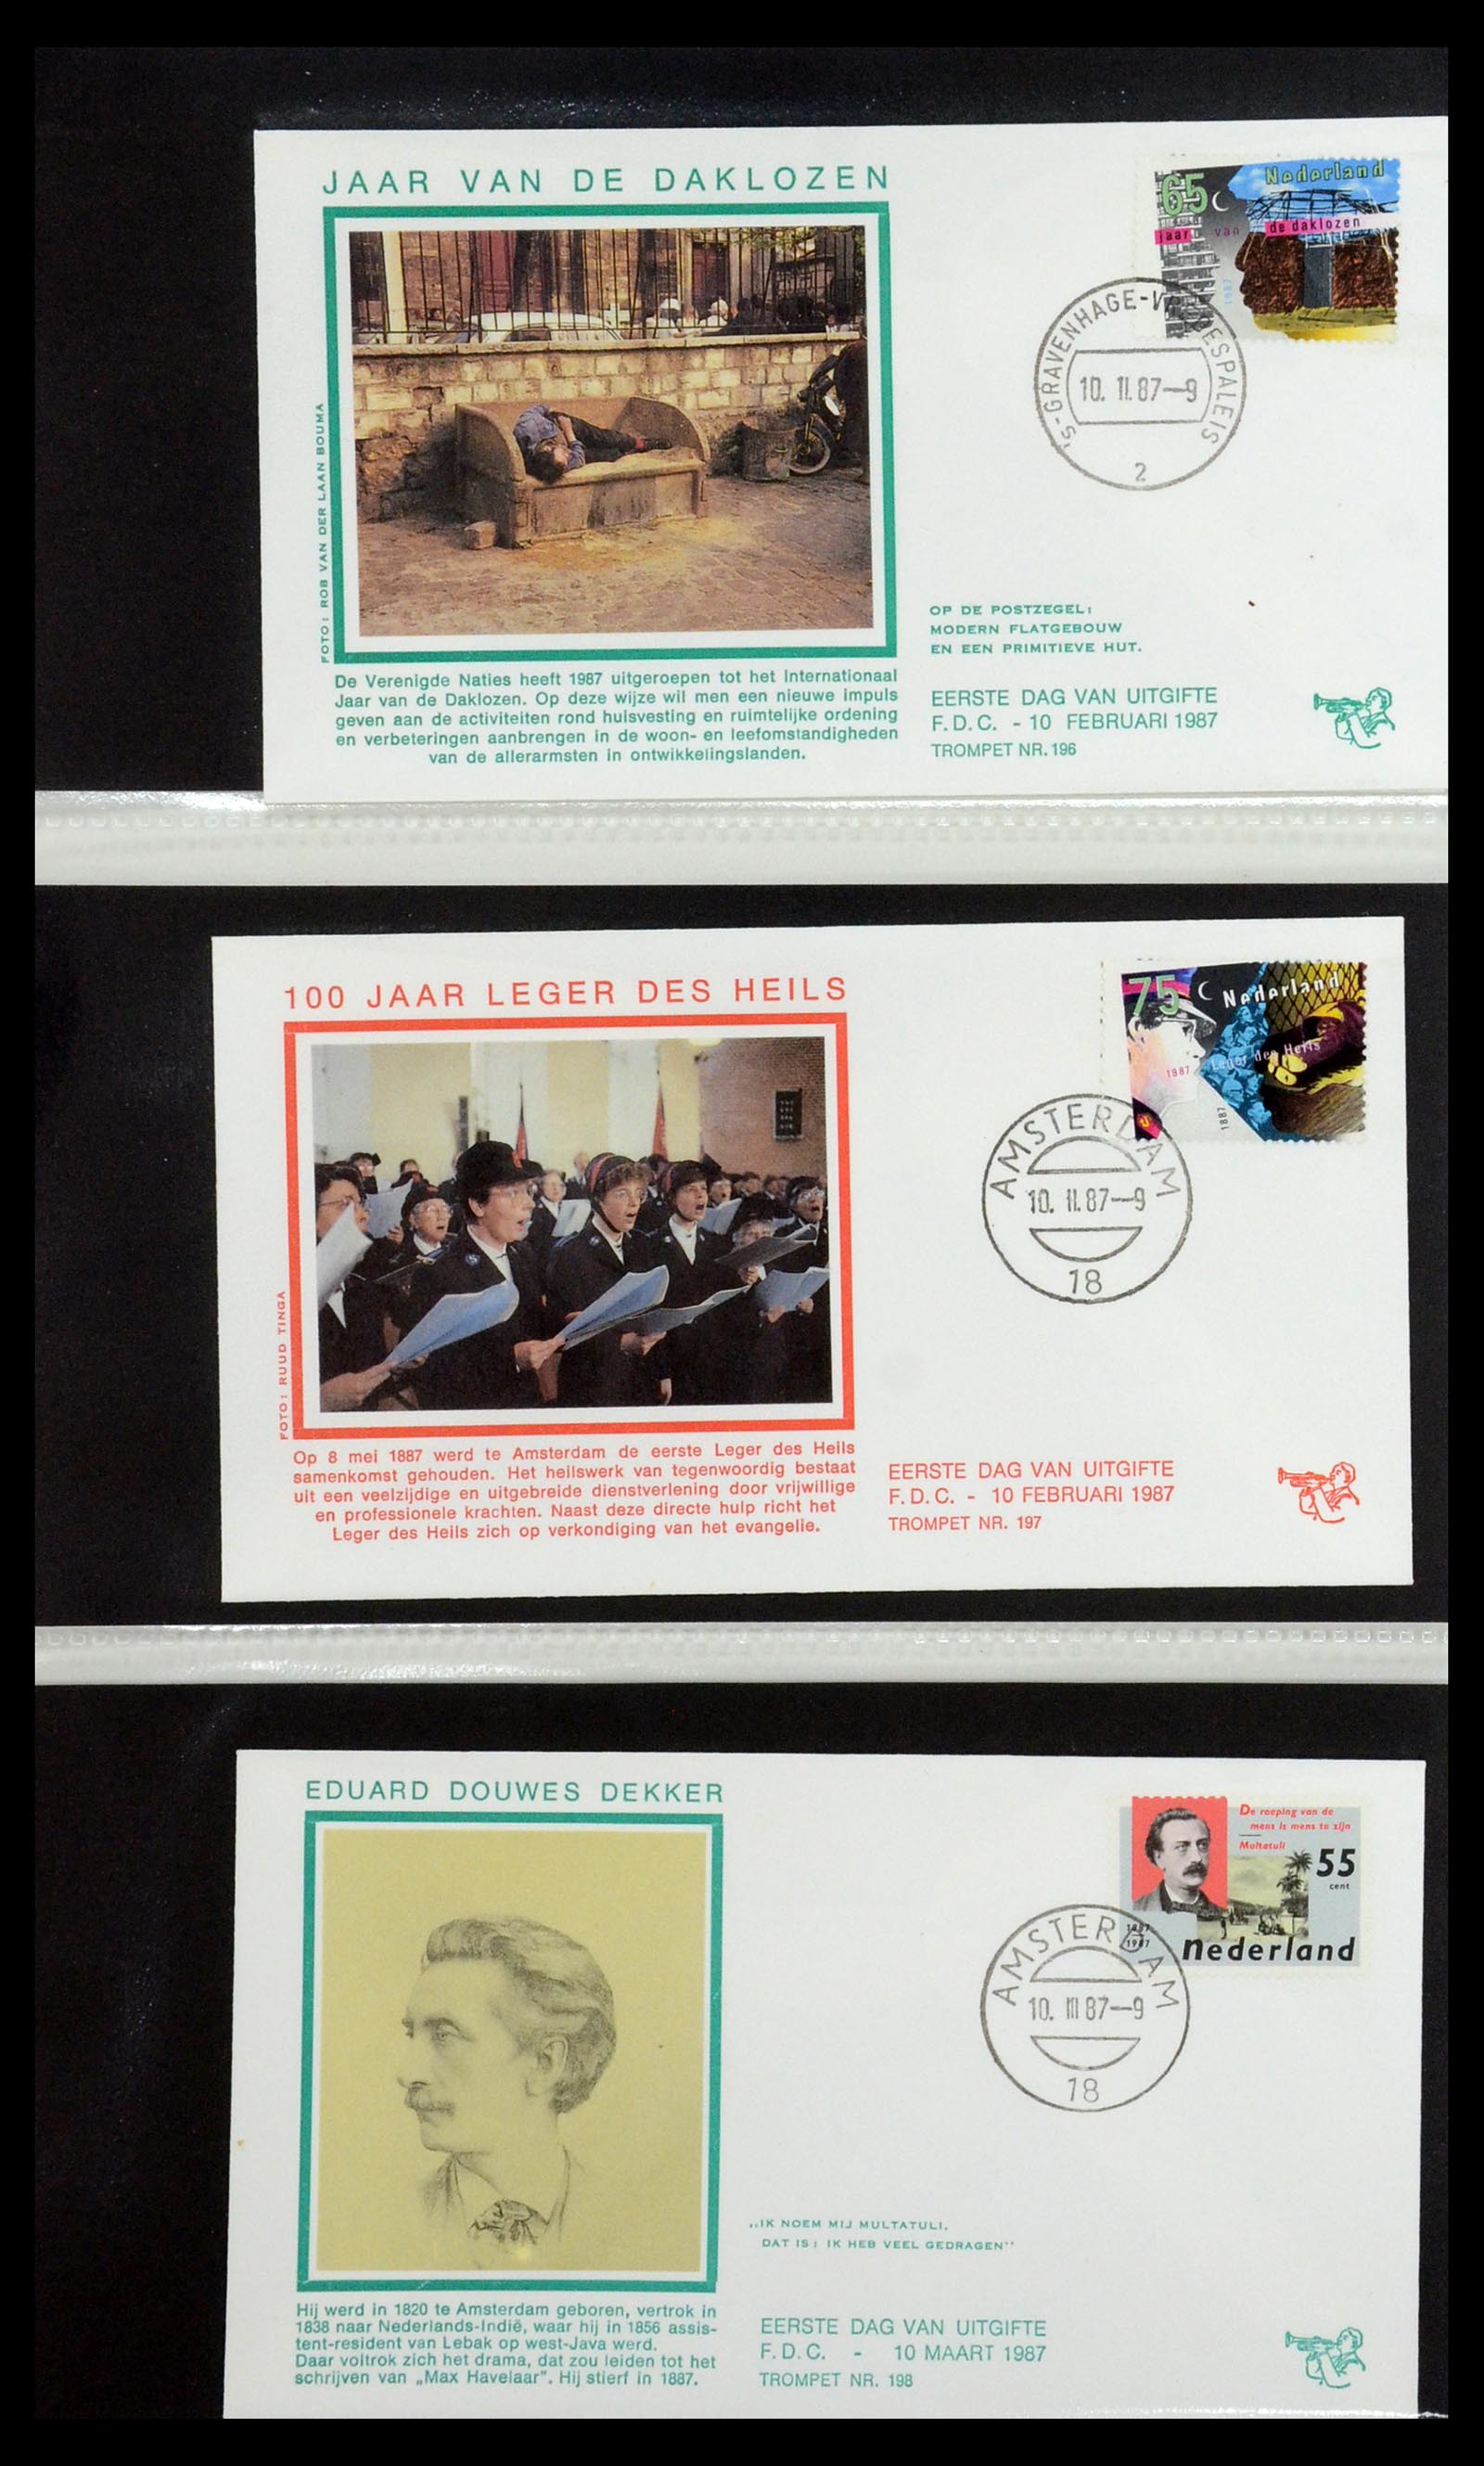 JAAR VAN DE DAKLOZEN
65c Nederland
jaar van de daklozen
1987
'S-GRAVENHAGE-V ESPALEIS
10. II. 87—9
2
FOTO: ROB VAN DER LAAN BOUMA
OP DE POSTZEGEL:
MODERN FLATGEBOUW
EN EEN PRIMITIEVE HUT.
De Verenigde Naties heeft 1987 uitgeroepen tot het Internationaal
Jaar van de Daklozen. Op deze wijze wil men een nieuwe impuls
geven aan de activiteiten rond huisvesting en ruimtelijke ordening
en verbeteringen aanbrengen in de woon- en leefomstandigheden
van de allerarmsten in ontwikkelingslanden.
EERSTE DAG VAN UITGIFTE
F.D.C. - 10 FEBRUARI 1987
TROMPET NR. 196
100 JAAR LEGER DES HEILS
75c Nederland
1987 Leger des Heils
1887
AMSTERDAM
10. II. 87—9
18
FOTO: RUUD TINGA
Op 8 mei 1887 werd te Amsterdam de eerste Leger des Heils
samenkomst gehouden. Het heilswerk van tegenwoordig bestaat
uit een veelzijdige en uitgebreide dienstverlening door vrijwillige
en professionele krachten. Naast deze directe hulp richt het
Leger des Heils zich op verkondiging van het evangelie.
EERSTE DAG VAN UITGIFTE
F.D.C. - 10 FEBRUARI 1987
TROMPET NR. 197
EDUARD DOUWES DEKKER
De roeping van de
mens is mens te zijn
Multatuli
55
cent
1887
1987
nederland
AMSTERDAM
10. III 87—9
18
„IK NOEM MIJ MULTATULI,
DAT IS: IK HEB VEEL GEDRAGEN"
Hij werd in 1820 te Amsterdam geboren, vertrok in
1838 naar Nederlands-Indië, waar hij in 1856 assis-
tent-resident van Lebak op west-Java werd.
Daar voltrok zich het drama, dat zou leiden tot het
schrijven van „Max Havelaar". Hij stierf in 1887.
EERSTE DAG VAN UITGIFTE
F.D.C. - 10 MAART 1987
TROMPET NR. 198